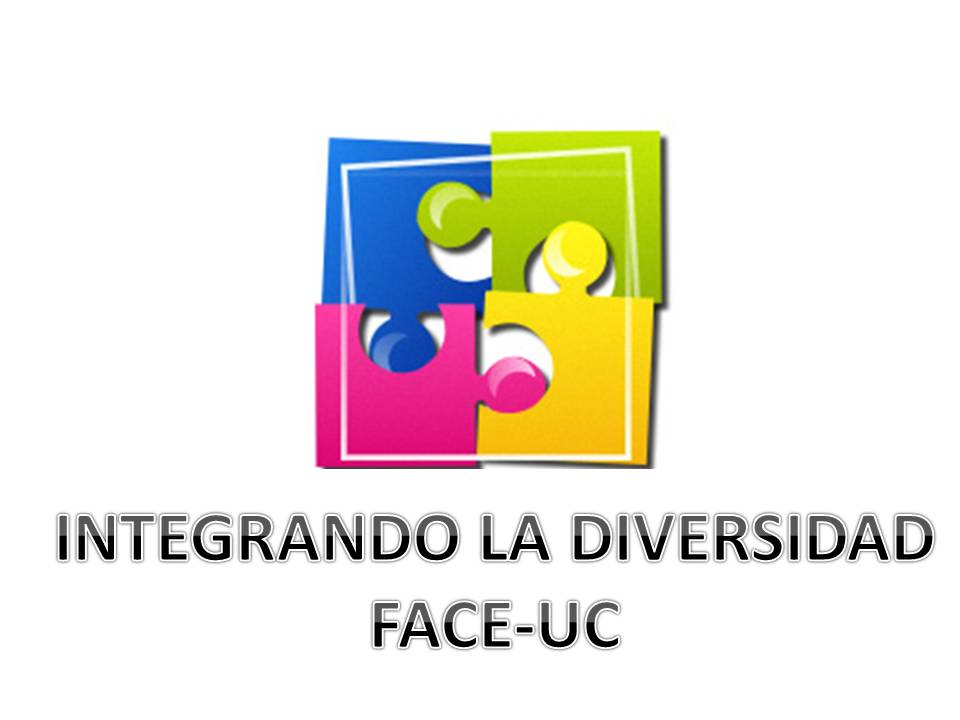 INTEGRANDO LA DIVERSIDAD
FACE-UC